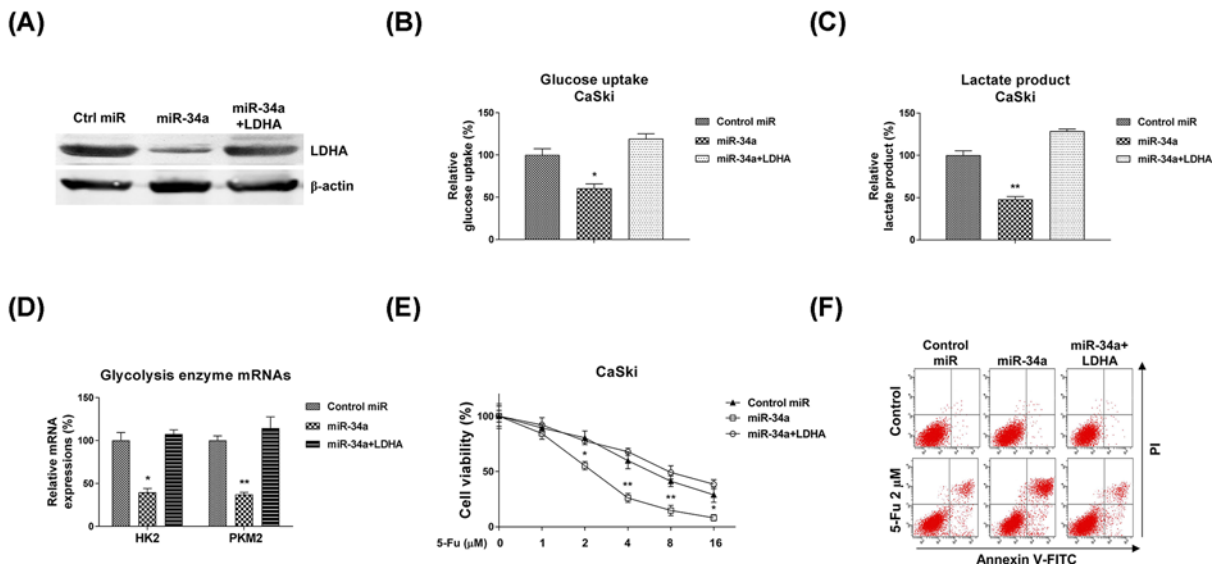 (A)
Ctrl miR
miR-34a
miR-34a
+LDHA
LDHA
β-actin
(B)
Glucose uptake
CaSki
Relative
glucose uptake (%)
150
100
50
0
*
Control miR
miR-34a
miR-34a+LDHA
(C)
Lactate product
CaSki
Relative
lactate product (%)
150
100
50
0
**
Control miR
miR-34a
miR-34a+LDHA
(D)
Glycolysis enzyme mRNAs
Relative mRNA
expressions (%)
150
100
50
0
*
**
HK2
PKM2
Control miR
miR-34a
miR-34a+LDHA
(E)
CaSki
Cell viability (%)
100
50
0
*
**
**
*
5-Fu (μM)
0
1
2
4
8
16
Control miR
miR-34a
miR-34a+LDHA
(F)
Control
miR
miR-34a
miR-34a+
LDHA
Control
5-Fu 2 μM
PI
Annexin V-FITC